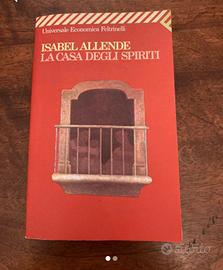 Universale Economica Feltrinelli
ISABEL ALLENDE
LA CASA DEGLI SPIRITI
subito